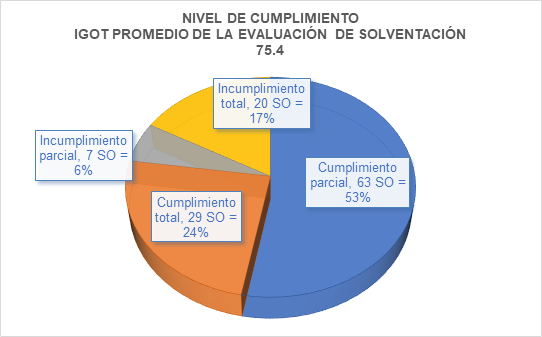 NIVEL DE CUMPLIMIENTO
IGOT PROMEDIO DE LA EVALUACIÓN DE SOLVENTACIÓN
75.4
Incumplimiento
total, 20 SO =
17%
Incumplimiento
parcial, 7 SO =
6%
Cumplimiento
parcial, 63 SO =
53%
Cumplimiento
total, 29 SO =
24%